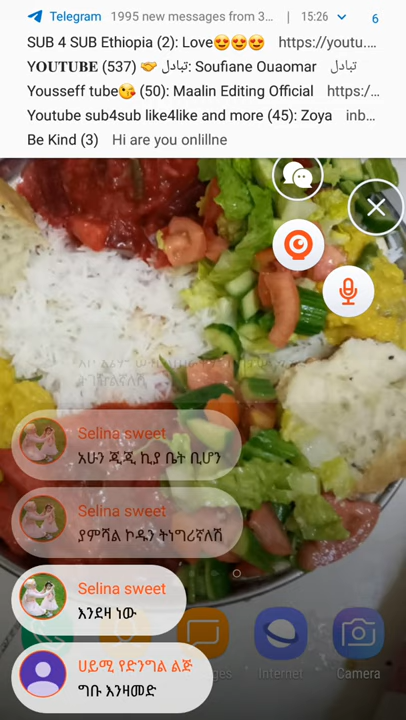 Telegram 1995 new messages from 3... | 15:26 6
SUB 4 SUB Ethiopia (2): Love😍😍😍 https://youtu....
𝐘𝐎𝐔𝐓𝐔𝐁𝐄 (537) 🤝 تبادل: Soufiane Ouaomar تبادل
Yousseff tube😘 (50): Maalin Editing Official https:/...
Youtube sub4sub like4like and more (45): Zoya inb...
Be Kind (3) Hi are you onlillne
Selina sweet
አሁን ጂጂ ኪያ ቤት ቢሆን
Selina sweet
ያምሻል ኮዱን ትነግሪኛለሽ
Selina sweet
እንደዛ ነው
ሀይሚ የድንግል ልጅ
ግቡ እንዛመድ
Internet
Camera